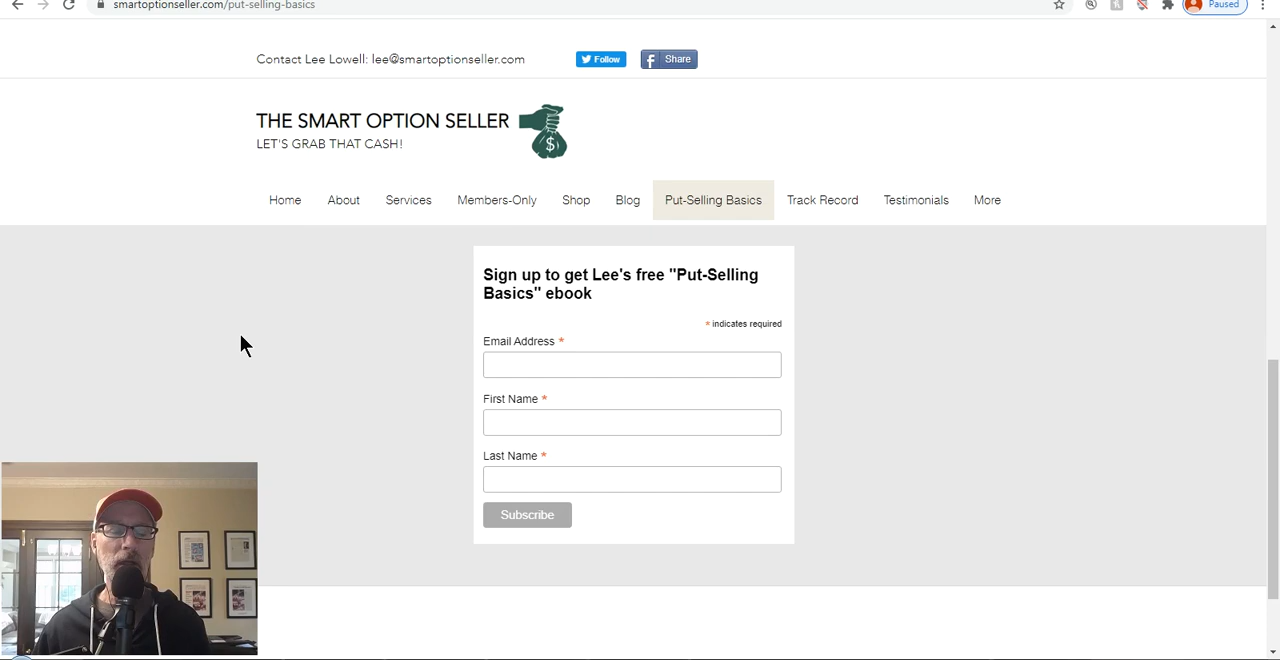 smartoptionseller.com/put-selling-basics
Paused
Contact Lee Lowell: lee@smartoptionseller.com
Follow
Share
THE SMART OPTION SELLER
$
LET'S GRAB THAT CASH!
Home About Services Members-Only Shop Blog Put-Selling Basics Track Record Testimonials More
Sign up to get Lee's free "Put-Selling
Basics" ebook
* indicates required
Email Address *
First Name *
Last Name *
Subscribe